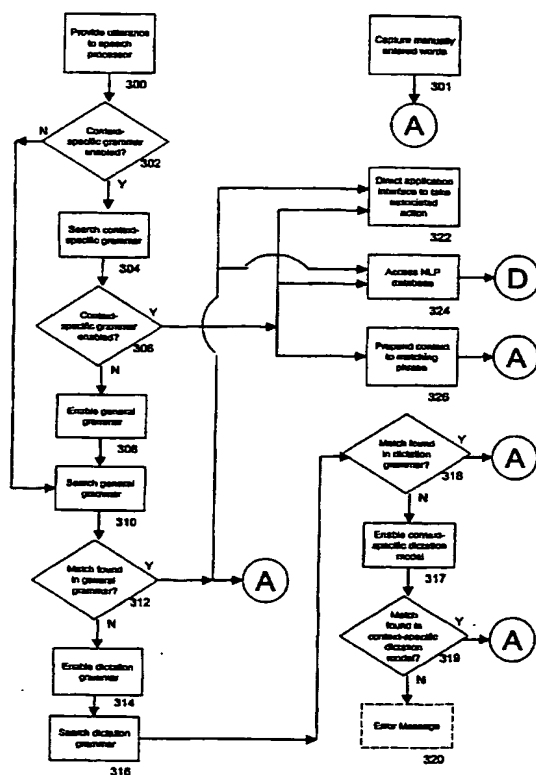 Provide utterance
to speech
processor
300
Context-
specific grammar
enabled?
302
N
Y
Search context-
specific grammar
304
Context-
specific grammar
enabled?
306
Y
N
Enable general
grammar
308
Search general
grammar
310
Match found
in general
grammar?
312
Y
A
N
Enable dictation
grammar
314
Search dictation
grammar
316
Capture manually
entered words
301
A
Direct application
interface to take
associated
action
322
Access NLP
database
324
D
Prepend context to
matching
phrase
326
A
Match found
in dictation
grammar?
318
Y
A
N
Enable context-
specific dictation
model
317
Match
found in
context-specific
dictation
model?
319
Y
A
N
Error Message
320